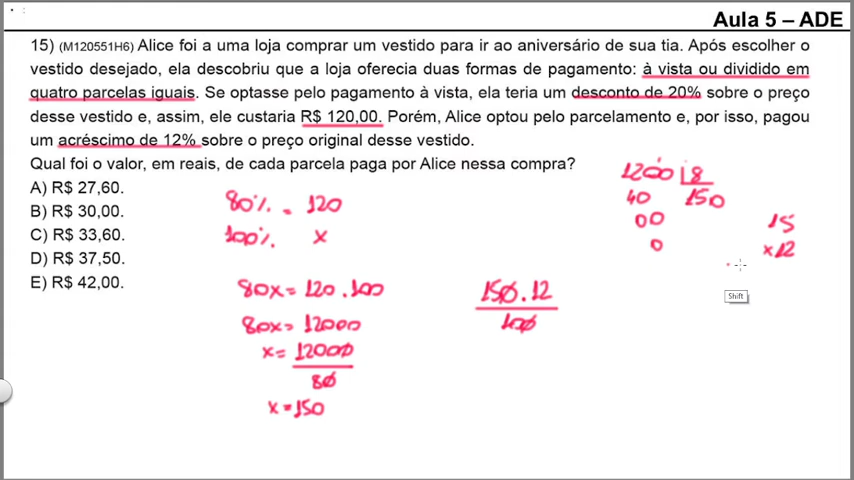 Aula 5 – ADE
15) (M120551H6) Alice foi a uma loja comprar um vestido para ir ao aniversário de sua tia. Após escolher o
vestido desejado, ela descobriu que a loja oferecia duas formas de pagamento: à vista ou dividido em
quatro parcelas iguais. Se optasse pelo pagamento à vista, ela teria um desconto de 20% sobre o preço
desse vestido e, assim, ele custaria R$ 120,00. Porém, Alice optou pelo parcelamento e, por isso, pagou
um acréscimo de 12% sobre o preço original desse vestido.
Qual foi o valor, em reais, de cada parcela paga por Alice nessa compra?
A) R$ 27,60.
B) R$ 30,00.
C) R$ 33,60.
D) R$ 37,50.
E) R$ 42,00.
80% = 120
100% x
80x = 120 . 100
80x = 12000
x = 12000
80
x = 150
150 . 12
100
1200 8
40 150
00
0
15
x12
Shift